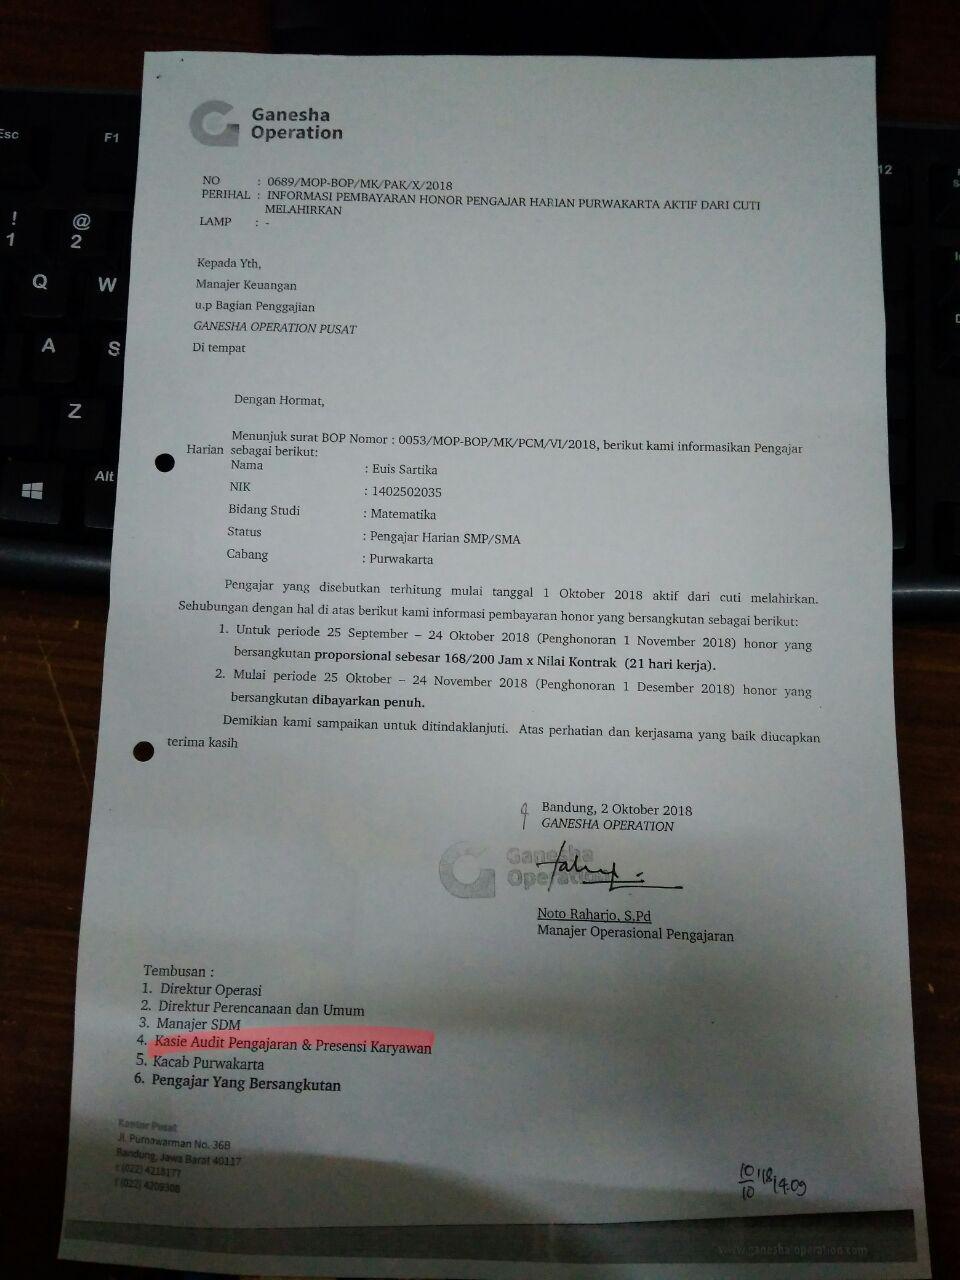 Ganesha
Operation
NO : 0689/MOP-BOP/MK/PAK/X/2018
PERIHAL : INFORMASI PEMBAYARAN HONOR PENGAJAR HARIAN PURWAKARTA AKTIF DARI CUTI
MELAHIRKAN
LAMP : -
Kepada Yth,
Manajer Keuangan
u.p Bagian Penggajian
GANESHA OPERATION PUSAT
Di tempat
Dengan Hormat,
Menunjuk surat BOP Nomor : 0053/MOP-BOP/MK/PCM/VI/2018, berikut kami informasikan Pengajar
Harian sebagai berikut:
Nama : Euis Sartika
NIK : 1402502035
Bidang Studi : Matematika
Status : Pengajar Harian SMP/SMA
Cabang : Purwakarta
Pengajar yang disebutkan terhitung mulai tanggal 1 Oktober 2018 aktif dari cuti melahirkan.
Sehubungan dengan hal di atas berikut kami informasi pembayaran honor yang bersangkutan sebagai berikut:
1. Untuk periode 25 September – 24 Oktober 2018 (Penghonoran 1 November 2018) honor yang
bersangkutan proporsional sebesar 168/200 Jam x Nilai Kontrak (21 hari kerja).
2. Mulai periode 25 Oktober – 24 November 2018 (Penghonoran 1 Desember 2018) honor yang
bersangkutan dibayarkan penuh.
Demikian kami sampaikan untuk ditindaklanjuti. Atas perhatian dan kerjasama yang baik diucapkan
terima kasih
Bandung, 2 Oktober 2018
GANESHA OPERATION
Ganesha
Operation
Noto Raharjo, S.Pd
Manajer Operasional Pengajaran
Tembusan :
1. Direktur Operasi
2. Direktur Perencanaan dan Umum
3. Manajer SDM
4. Kasie Audit Pengajaran & Presensi Karyawan
5. Kacab Purwakarta
6. Pengajar Yang Bersangkutan
Kantor Pusat
Jl. Purnawarman No. 36B
Bandung, Jawa Barat 40117
t (022) 4218177
f (022) 4209308
10/10 '18 14:09
www.ganeshaoperation.com
Esc
F1
12
!
1
@
2
Q
W
A
S
Z
Alt